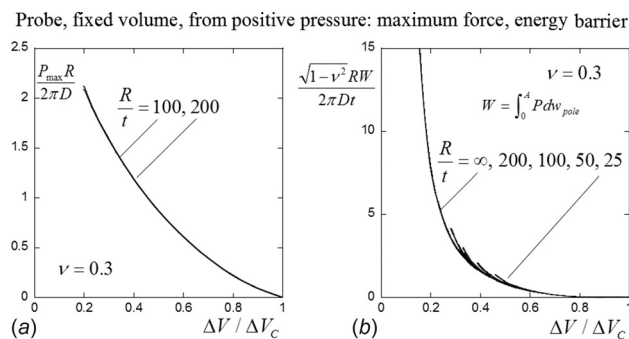 Probe, fixed volume, from positive pressure: maximum force, energy barrier
2.5
P_max R / 2πD
2
R/t = 100, 200
1.5
1
0.5
ν = 0.3
0
0 0.2 0.4 0.6 0.8 1
(a) ΔV / ΔV_C
15
√(1−ν²) RW / 2πDt
ν = 0.3
W = ∫_0^A P dw_pole
10
R/t = ∞, 200, 100, 50, 25
5
0
0 0.2 0.4 0.6 0.8 1
(b) ΔV / ΔV_C